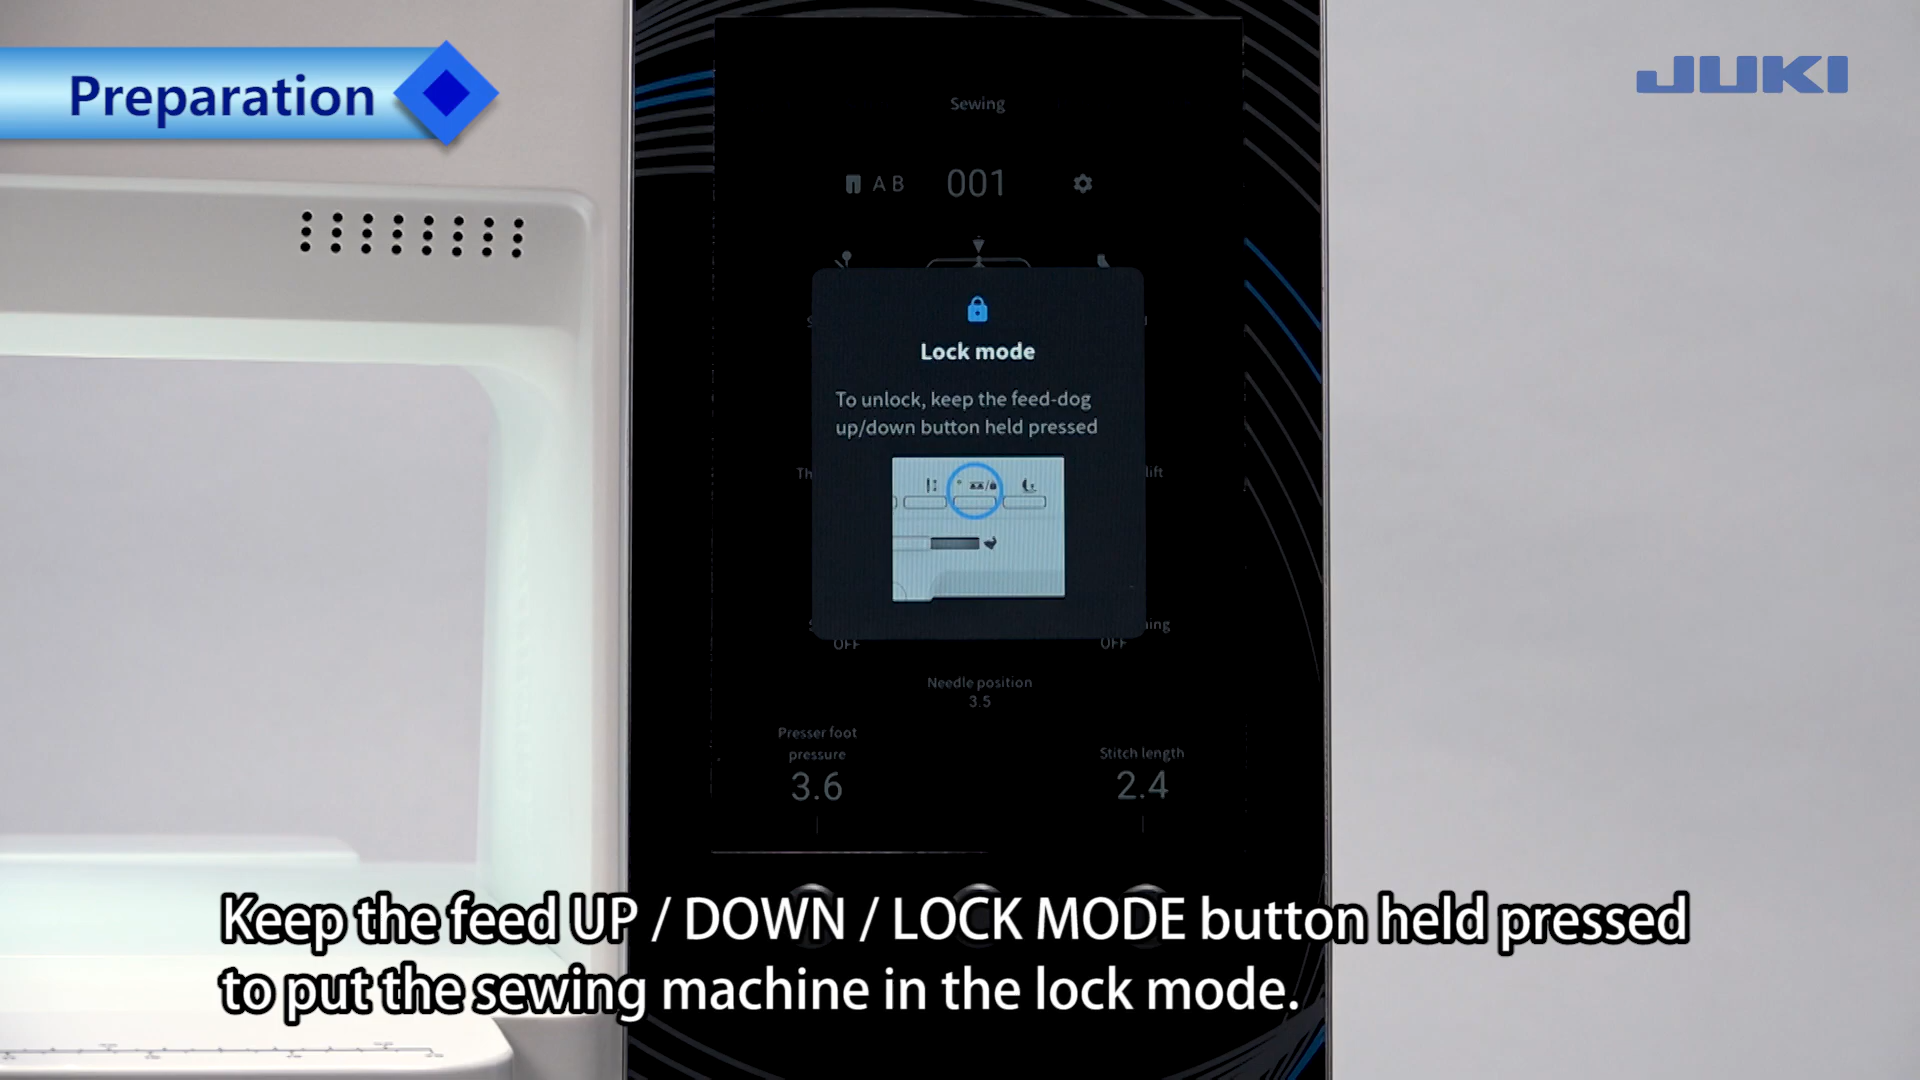 Preparation
JUKI
Sewing
A B 001
Lock mode
To unlock, keep the feed-dog
up/down button held pressed
lift
OFF
OFF
Needle position
3.5
Presser foot
pressure
3.6
Stitch length
2.4
Keep the feed UP / DOWN / LOCK MODE button held pressed
to put the sewing machine in the lock mode.